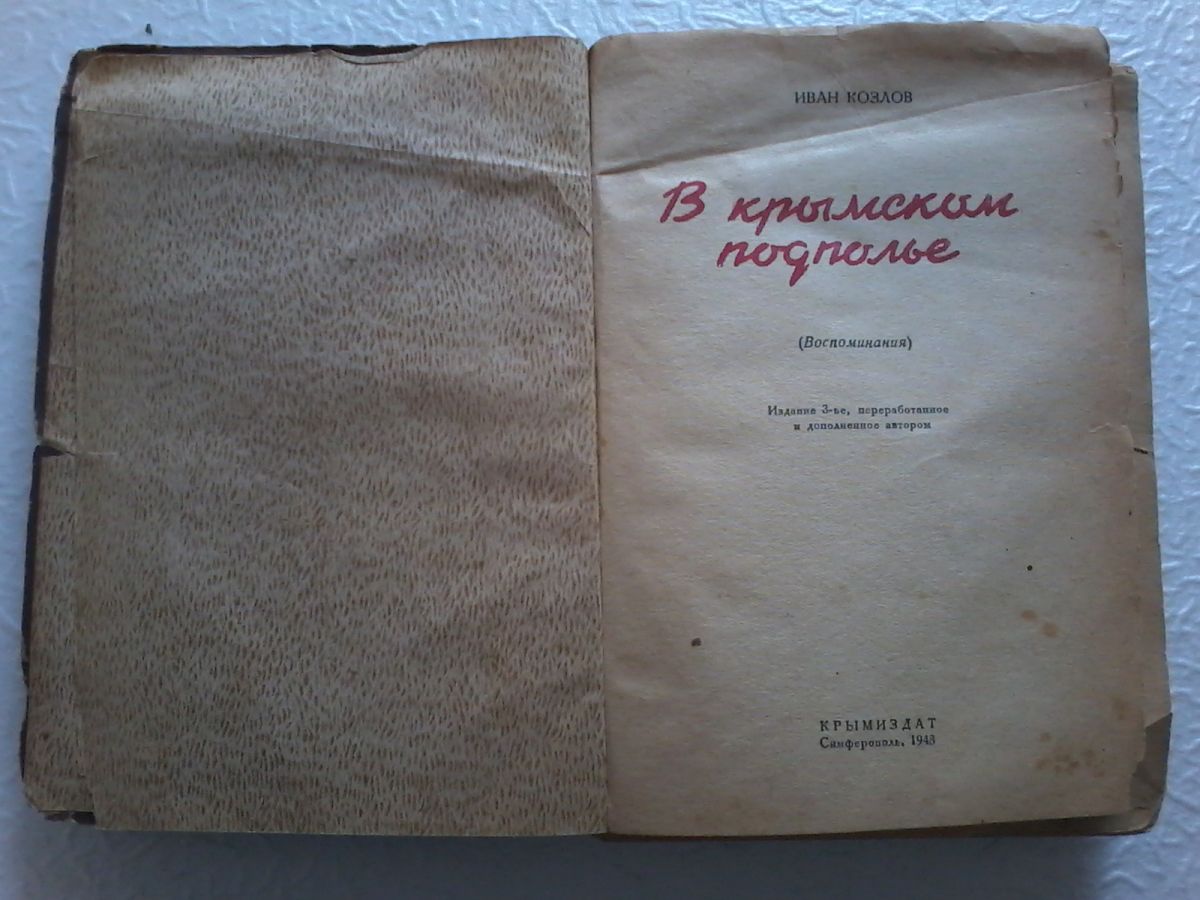 ИВАН КОЗЛОВ
В крымском
подполье
(Воспоминания)
Издание 3-ье, переработанное
и дополненное автором
КРЫМИЗДАТ
Симферополь, 1948